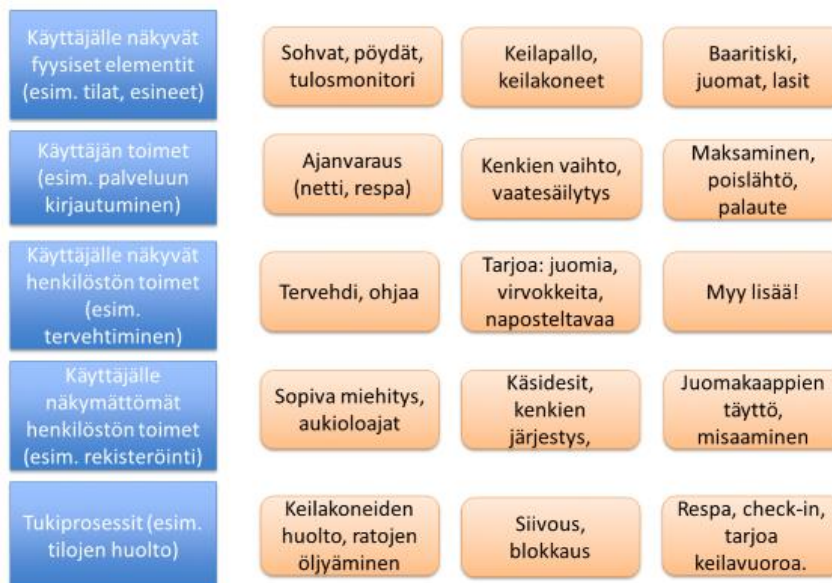 Käyttäjälle näkyvät
fyysiset elementit
(esim. tilat, esineet)
Sohvat, pöydät,
tulosmonitori
Keilapallo,
keilakoneet
Baaritiski,
juomat, lasit
Käyttäjän toimet
(esim. palveluun
kirjautuminen)
Ajanvaraus
(netti, respa)
Kenkien vaihto,
vaatesäilytys
Maksaminen,
poislähtö,
palaute
Käyttäjälle näkyvät
henkilöstön toimet
(esim.
tervehtiminen)
Tervehdi, ohjaa
Tarjoa: juomia,
virvokkeita,
naposteltavaa
Myy lisää!
Käyttäjälle
näkymättömät
henkilöstön toimet
(esim. rekisteröinti)
Sopiva miehitys,
aukioloajat
Käsidesit,
kenkien
järjestys,
Juomakaappien
täyttö,
misaaminen
Tukiprosessit (esim.
tilojen huolto)
Keilakoneiden
huolto, ratojen
öljyäminen
Siivous,
blokkaus
Respa, check-in,
tarjoa
keilavuoroa.